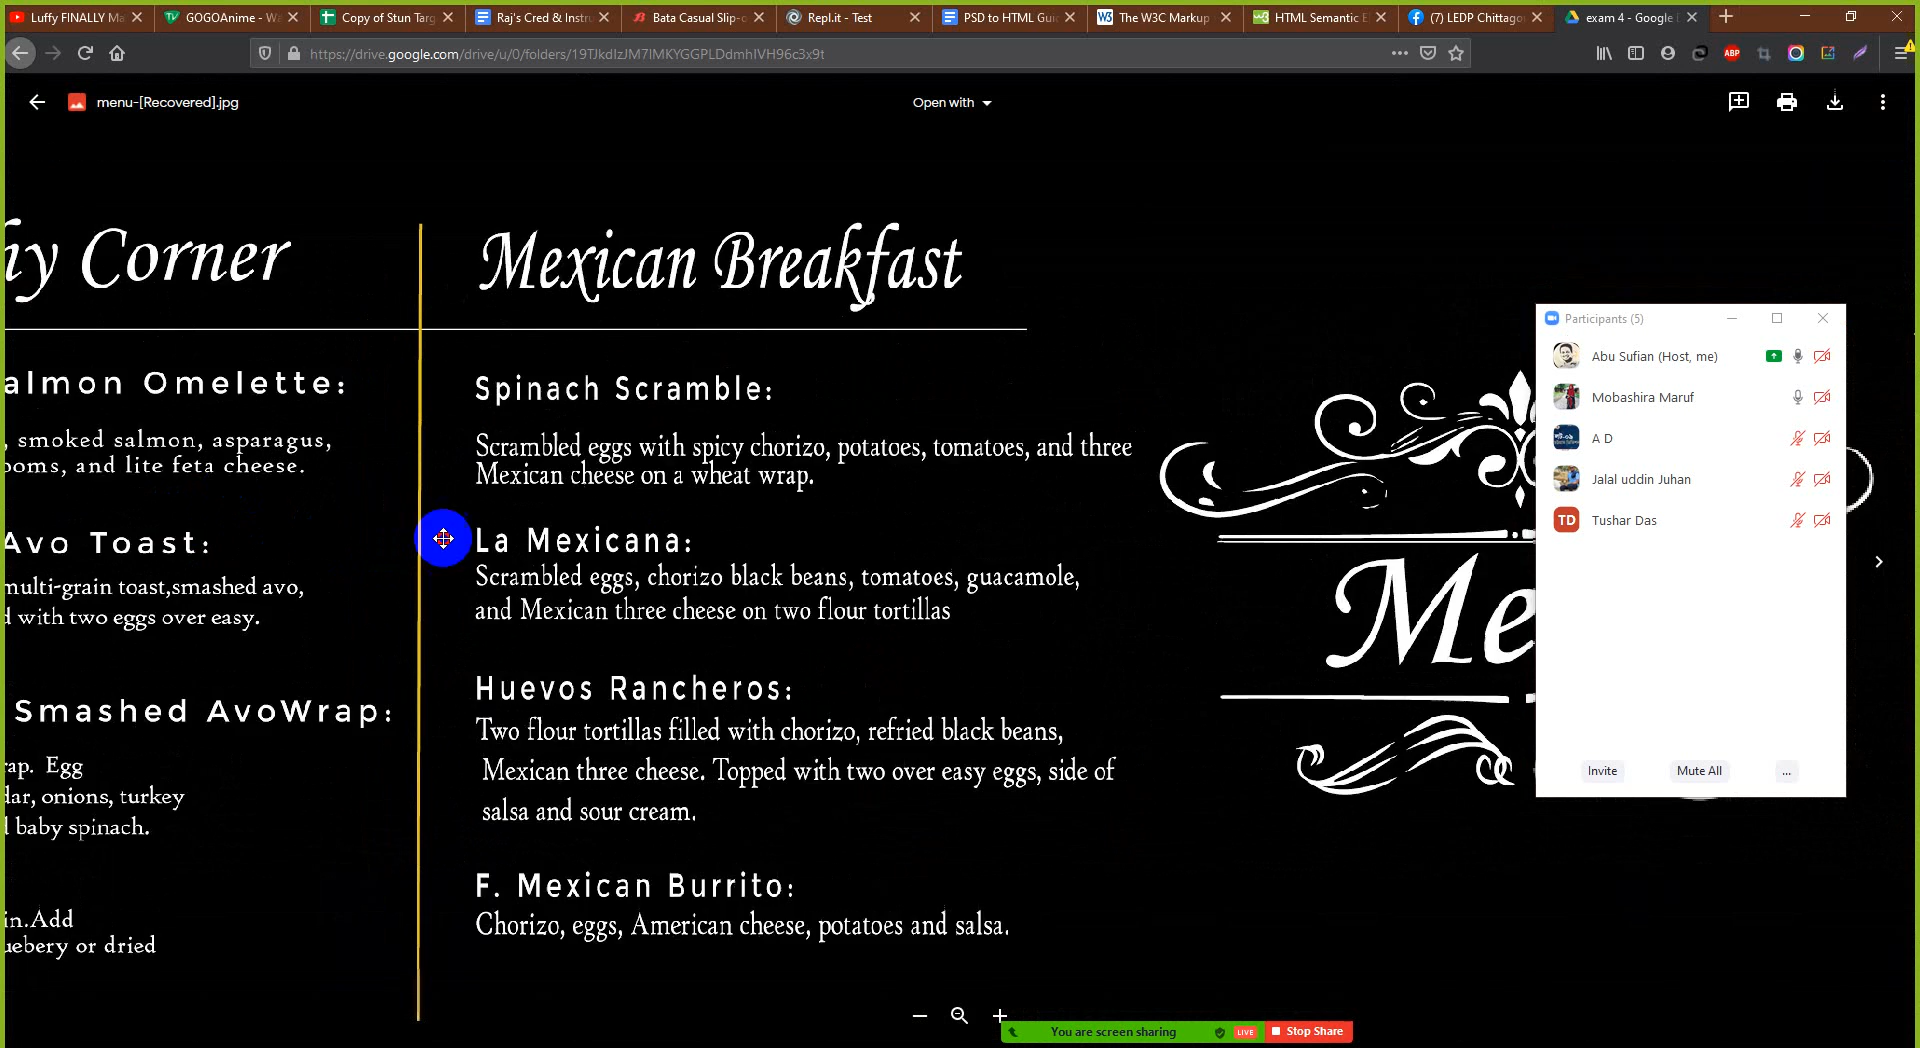 Luffy FINALLY Ma
GOGOAnime - Wa
Copy of Stun Targ
Raj's Cred & Instru
Bata Casual Slip-o
Repl.it - Test
PSD to HTML Gui
The W3C Markup
HTML Semantic El
(7) LEDP Chittago
exam 4 - Google
https://drive.google.com/drive/u/0/folders/19TJkdIzJM7IMKYGGPLDdmhIVH96c3x9t
ABP
menu-[Recovered].jpg
Open with
Corner
almon Omelette:
, smoked salmon, asparagus,
ooms, and lite feta cheese.
Avo Toast:
multi-grain toast,smashed avo,
d with two eggs over easy.
Smashed AvoWrap:
rap. Egg
dar, onions, turkey
d baby spinach.
in.Add
uebery or dried
Mexican Breakfast
Spinach Scramble:
Scrambled eggs with spicy chorizo, potatoes, tomatoes, and three
Mexican cheese on a wheat wrap.
La Mexicana:
Scrambled eggs, chorizo black beans, tomatoes, guacamole,
and Mexican three cheese on two flour tortillas
Huevos Rancheros:
Two flour tortillas filled with chorizo, refried black beans,
Mexican three cheese. Topped with two over easy eggs, side of
salsa and sour cream.
F. Mexican Burrito:
Chorizo, eggs, American cheese, potatoes and salsa.
Me
Participants (5)
Abu Sufian (Host, me)
Mobashira Maruf
A D
Jalal uddin Juhan
TD Tushar Das
Invite
Mute All
...
You are screen sharing
LIVE
Stop Share